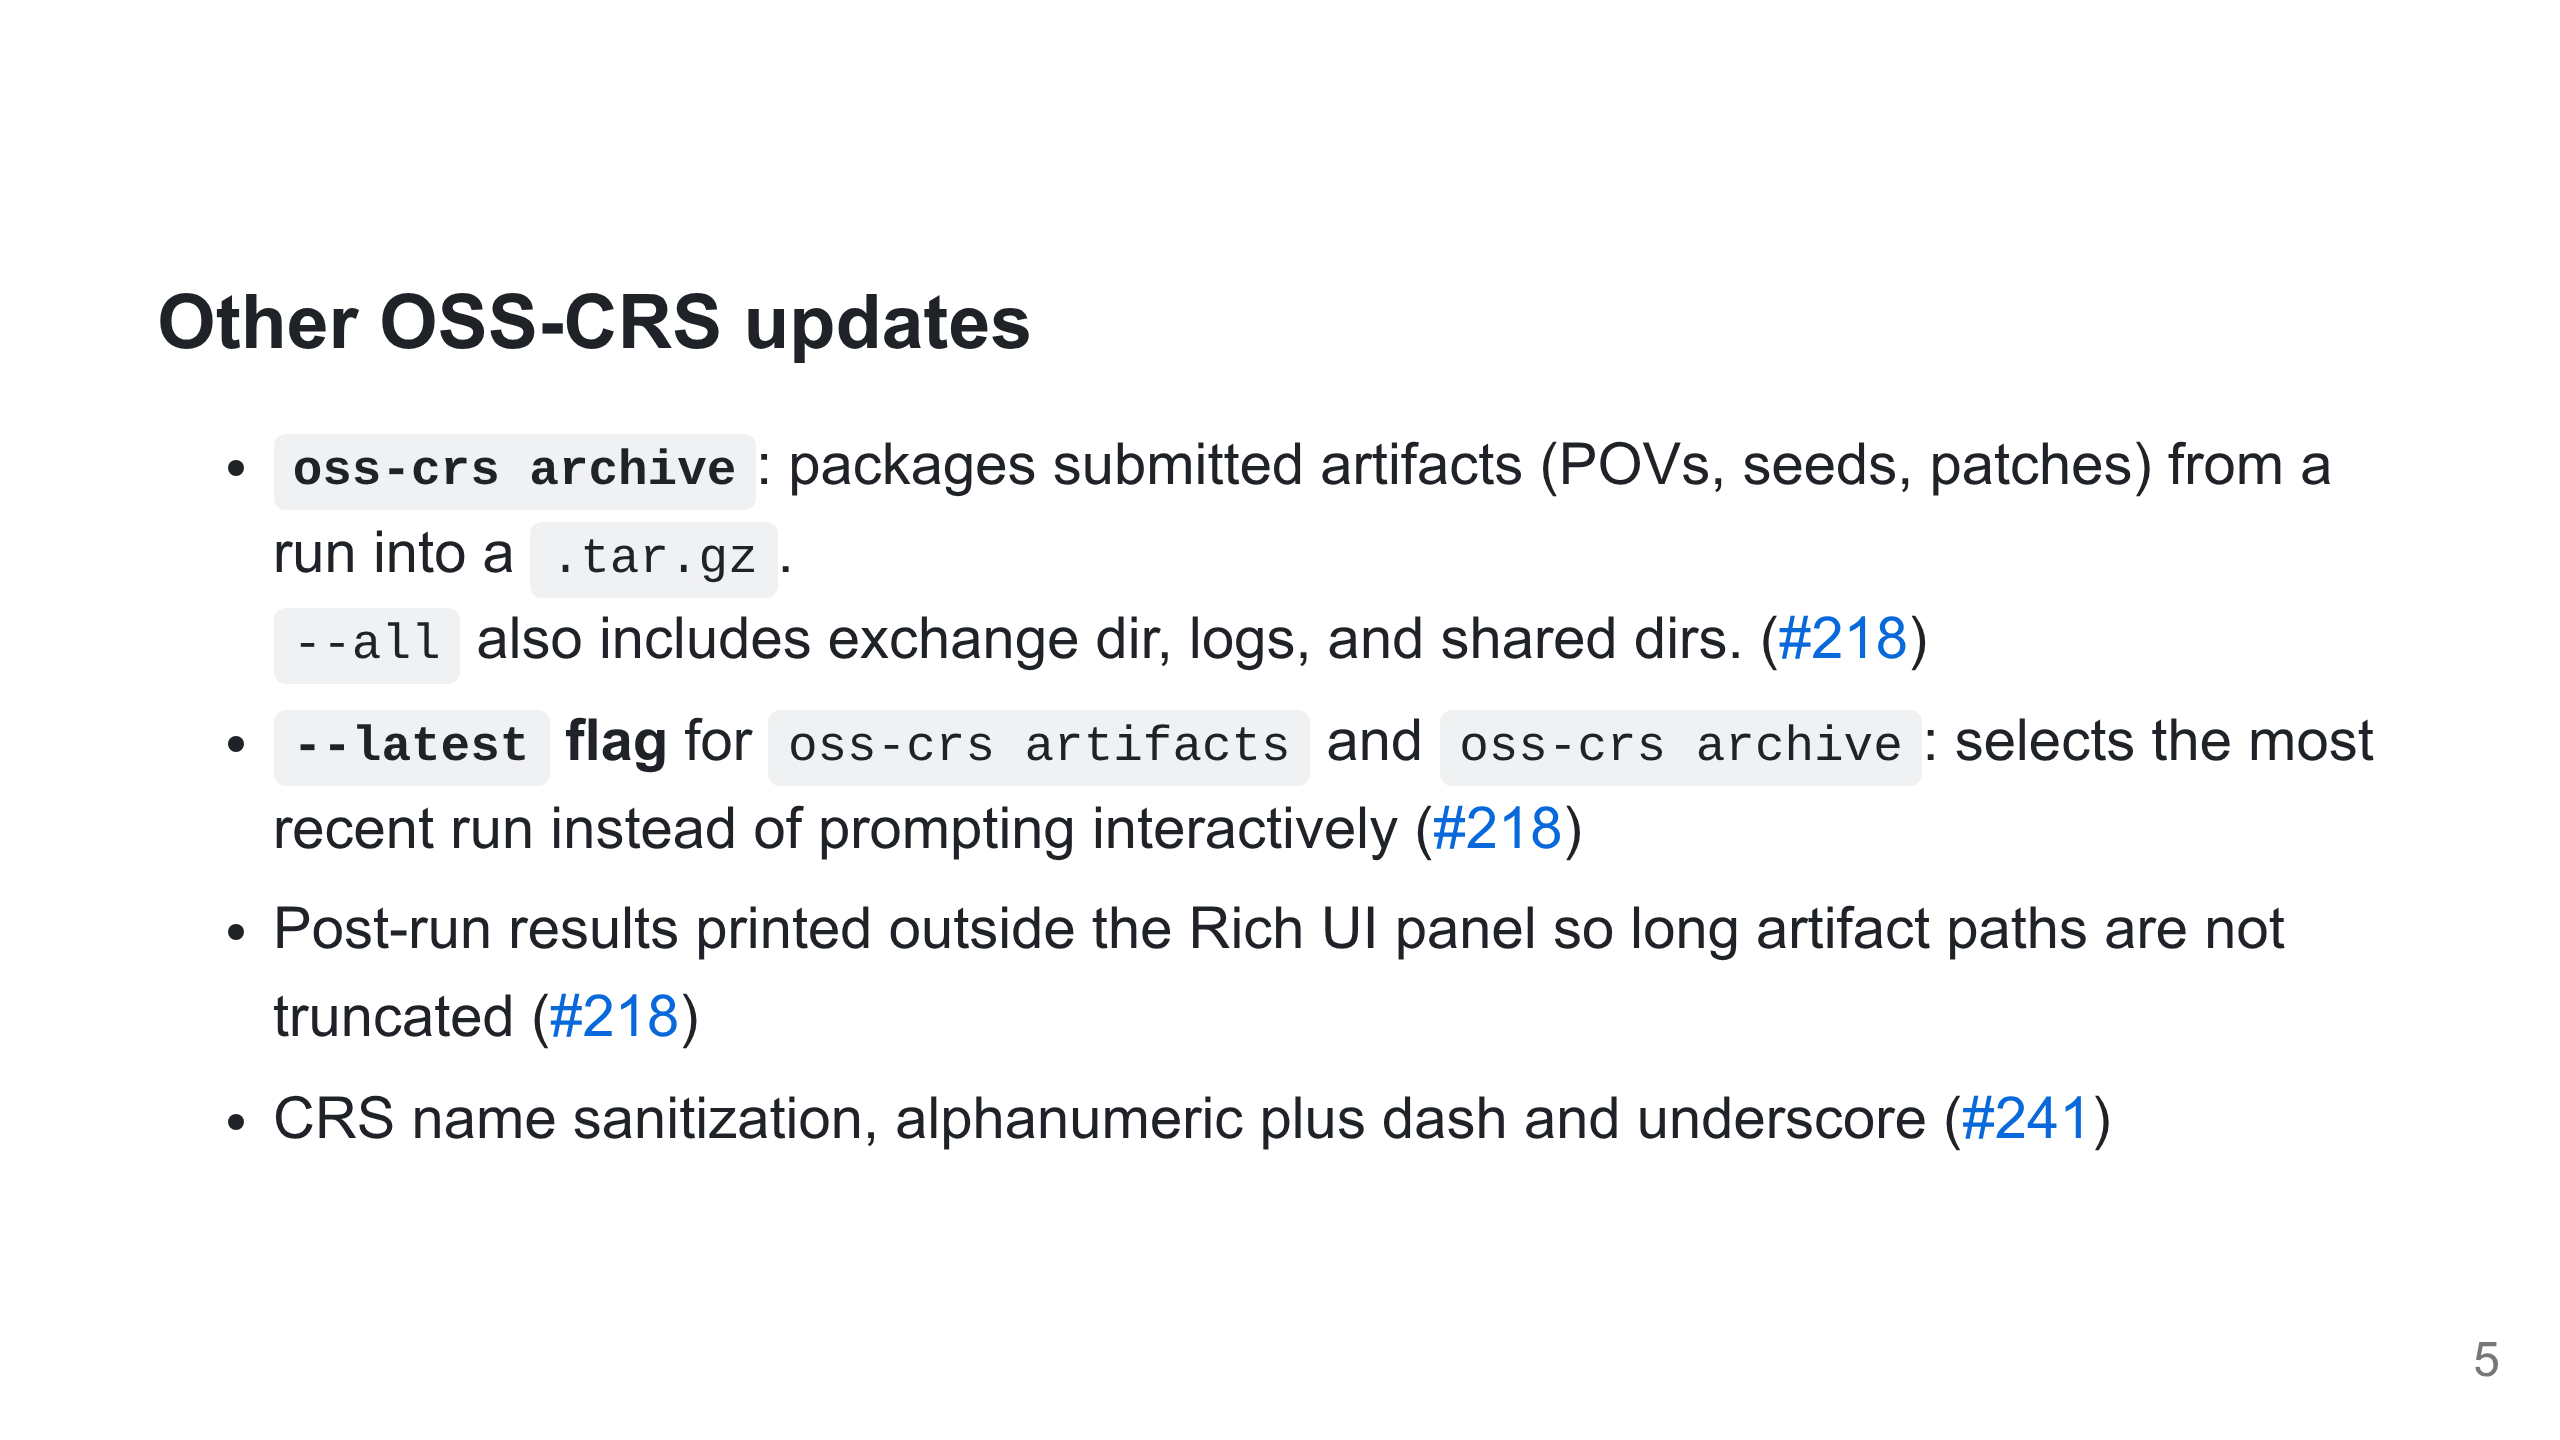 Other OSS-CRS updates
• oss-crs archive: packages submitted artifacts (POVs, seeds, patches) from a
run into a .tar.gz.
--all also includes exchange dir, logs, and shared dirs. (#218)
• --latest flag for oss-crs artifacts and oss-crs archive: selects the most
recent run instead of prompting interactively (#218)
• Post-run results printed outside the Rich UI panel so long artifact paths are not
truncated (#218)
• CRS name sanitization, alphanumeric plus dash and underscore (#241)
5